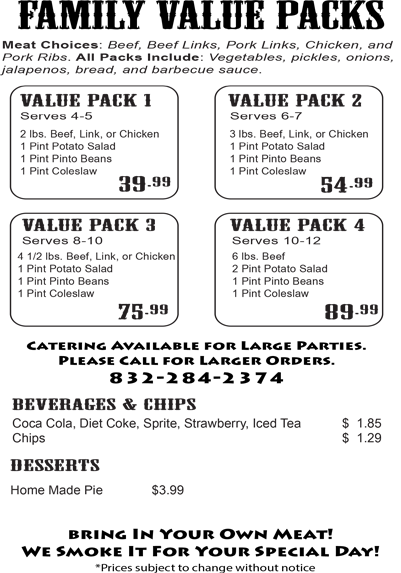 FAMILY VALUE PACKS
Meat Choices: Beef, Beef Links, Pork Links, Chicken, and
Pork Ribs. All Packs Include: Vegetables, pickles, onions,
jalapenos, bread, and barbecue sauce.
VALUE PACK 1
Serves 4-5
2 lbs. Beef, Link, or Chicken
1 Pint Potato Salad
1 Pint Pinto Beans
1 Pint Coleslaw
39.99
VALUE PACK 2
Serves 6-7
3 lbs. Beef, Link, or Chicken
1 Pint Potato Salad
1 Pint Pinto Beans
1 Pint Coleslaw
54.99
VALUE PACK 3
Serves 8-10
4 1/2 lbs. Beef, Link, or Chicken
1 Pint Potato Salad
1 Pint Pinto Beans
1 Pint Coleslaw
75.99
VALUE PACK 4
Serves 10-12
6 lbs. Beef
2 Pint Potato Salad
1 Pint Pinto Beans
1 Pint Coleslaw
89.99
Catering Available for Large Parties.
Please Call for Larger Orders.
832-284-2374
BEVERAGES & CHIPS
Coca Cola, Diet Coke, Sprite, Strawberry, Iced Tea $ 1.85
Chips $ 1.29
DESSERTS
Home Made Pie $3.99
bring In Your Own Meat!
We Smoke It For Your Special Day!
*Prices subject to change without notice